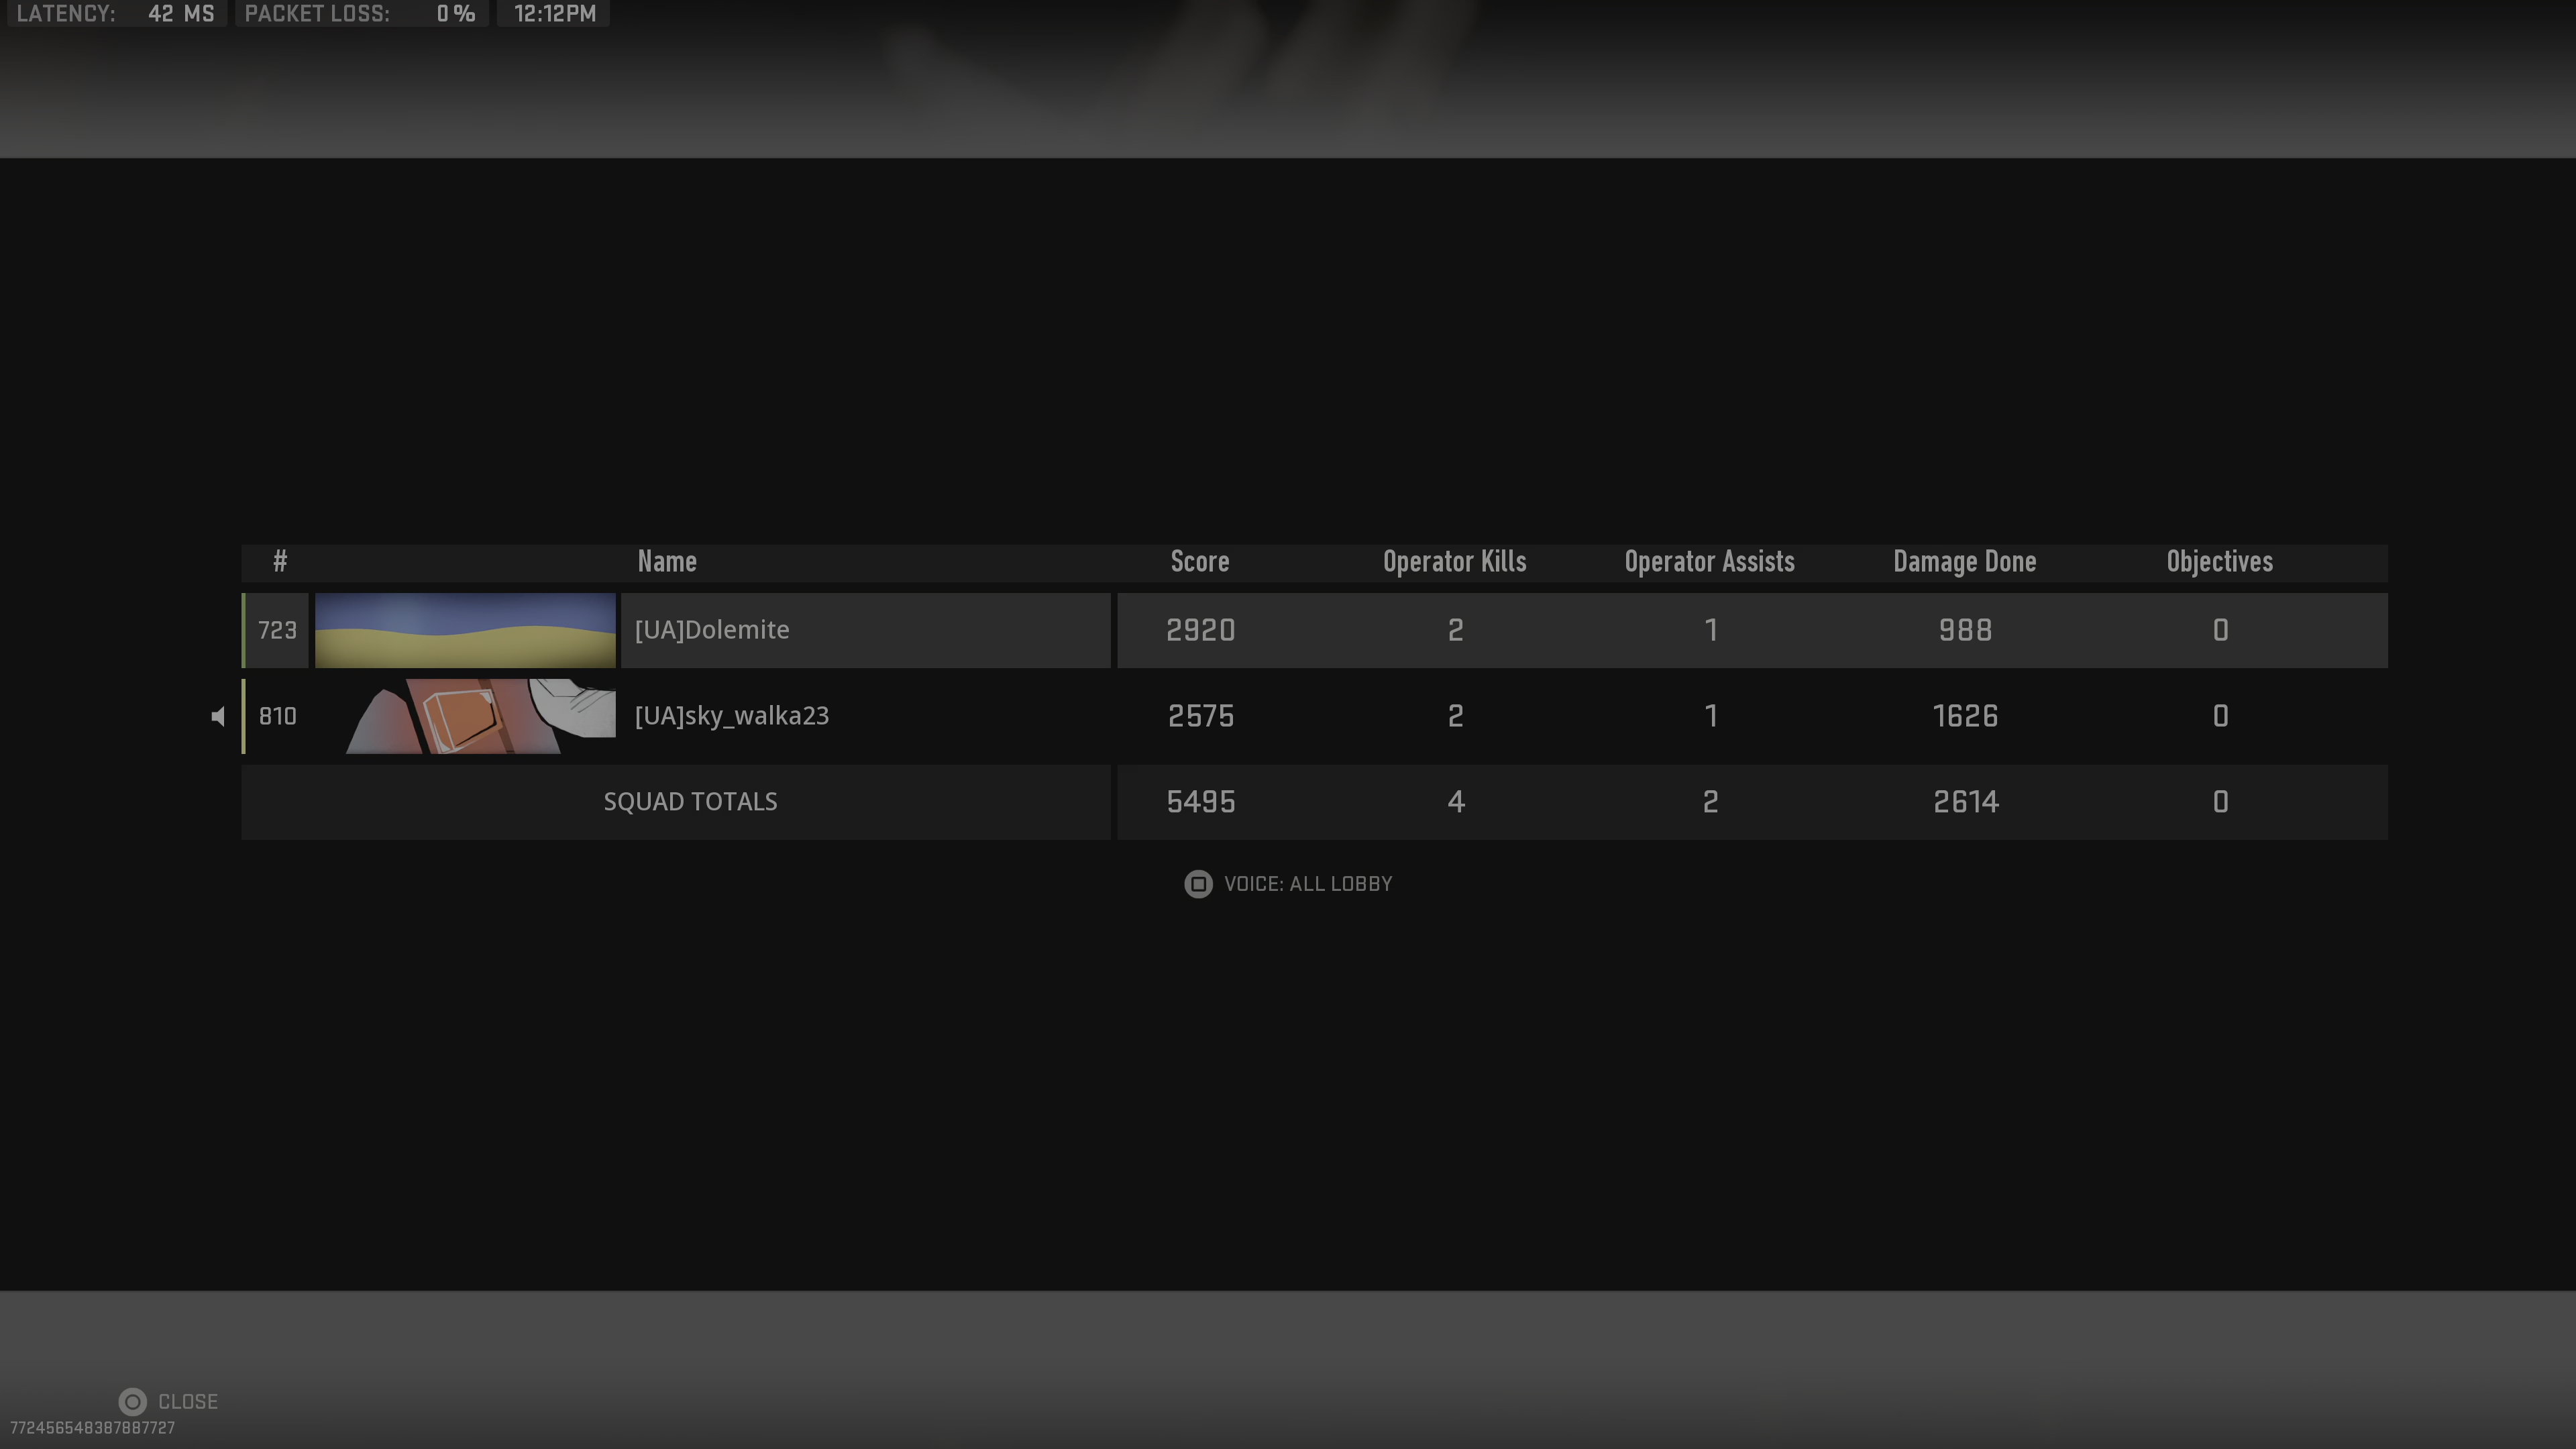 LATENCY: 42 MS PACKET LOSS: 0 % 12:12PM
# Name Score Operator Kills Operator Assists Damage Done Objectives
723 [UA]Dolemite 2920 2 1 988 0
810 [UA]sky_walka23 2575 2 1 1626 0
SQUAD TOTALS 5495 4 2 2614 0
VOICE: ALL LOBBY
CLOSE
772456548387887727